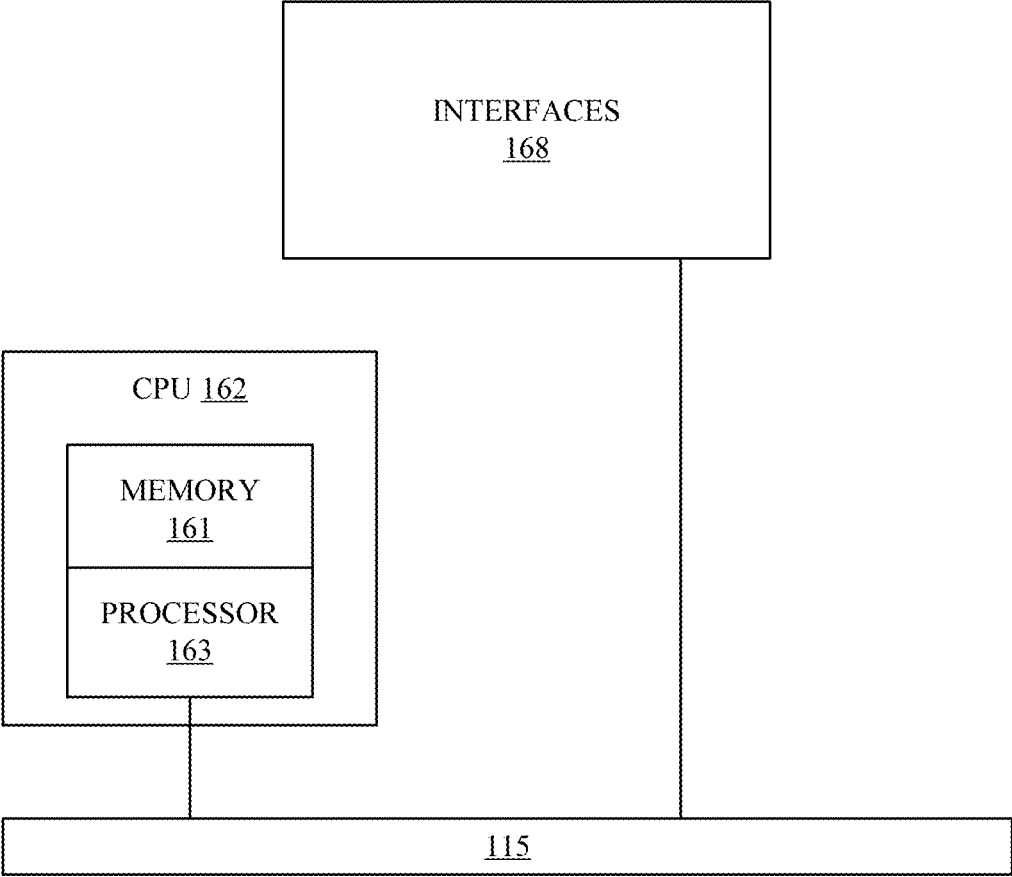 INTERFACES
168
CPU 162
MEMORY
161
PROCESSOR
163
115